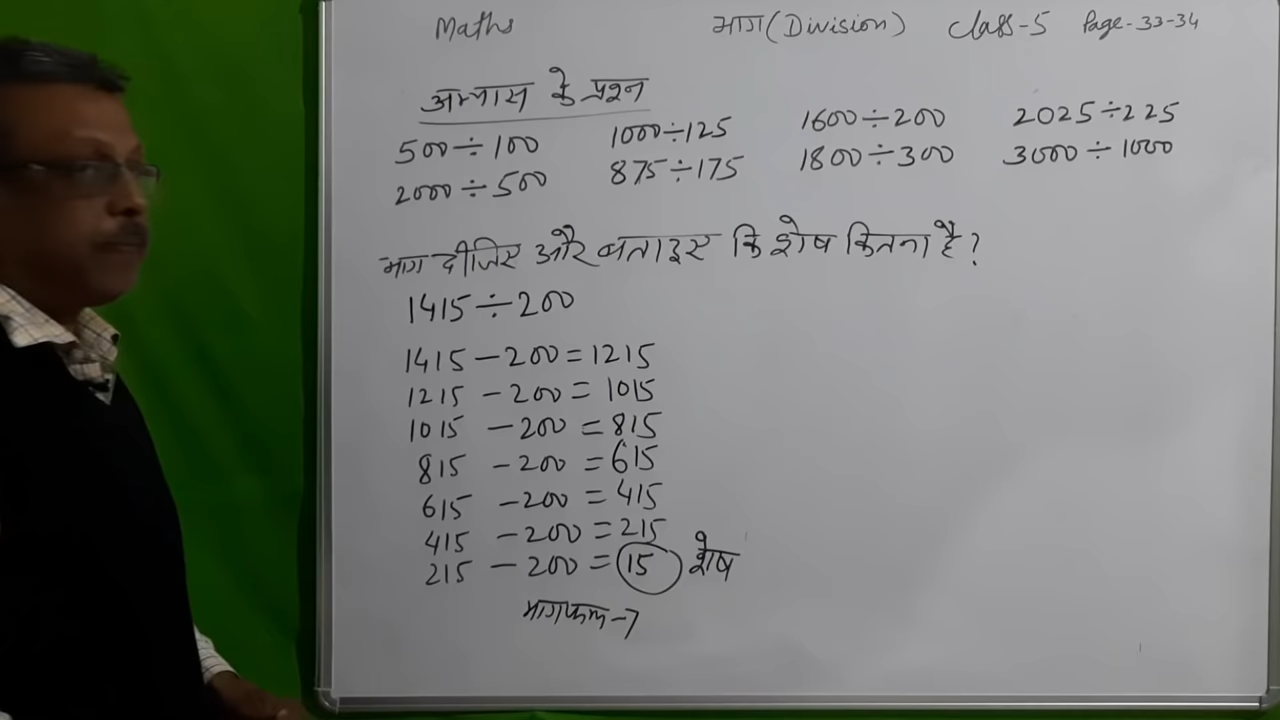 Maths भाग (Division) Class-5 Page-33-34
अभ्यास के प्रश्न
500÷100 1000÷125 1600÷200 2025÷225
2000÷500 875÷175 1800÷300 3000÷1000
भाग दीजिए और बताइए कि शेष कितना है?
1415÷200
1415-200=1215
1215-200=1015
1015-200=815
815-200=615
615-200=415
415-200=215
215-200=15 शेष
भागफल-7